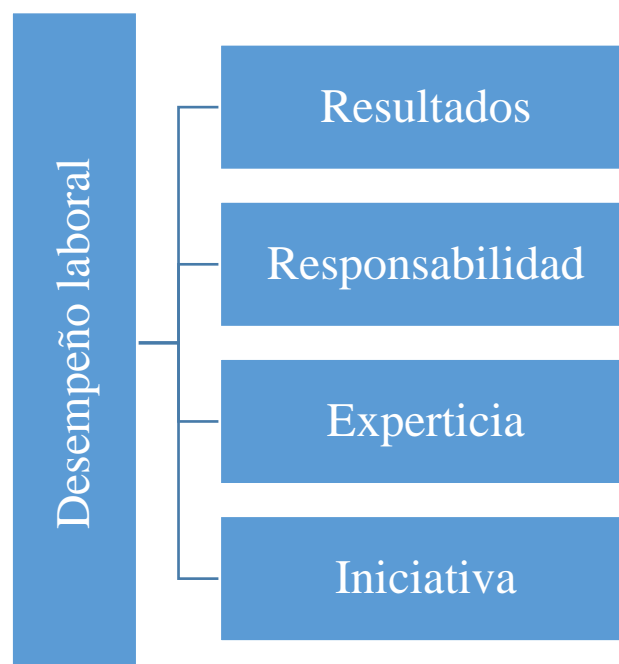 Desempeño laboral
Resultados
Responsabilidad
Experticia
Iniciativa